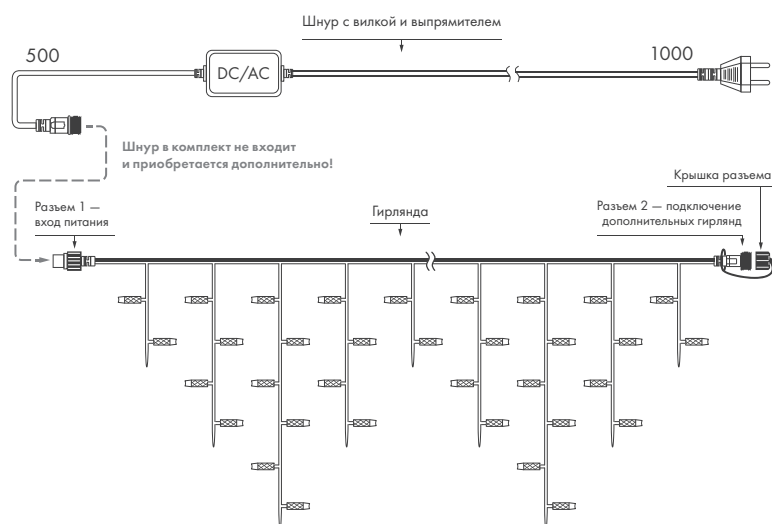 Шнур с вилкой и выпрямителем
500
DC/AC
1000
Шнур в комплект не входит
и приобретается дополнительно!
Крышка разъема
Разъем 1 —
вход питания
Гирлянда
Разъем 2 — подключение
дополнительных гирлянд